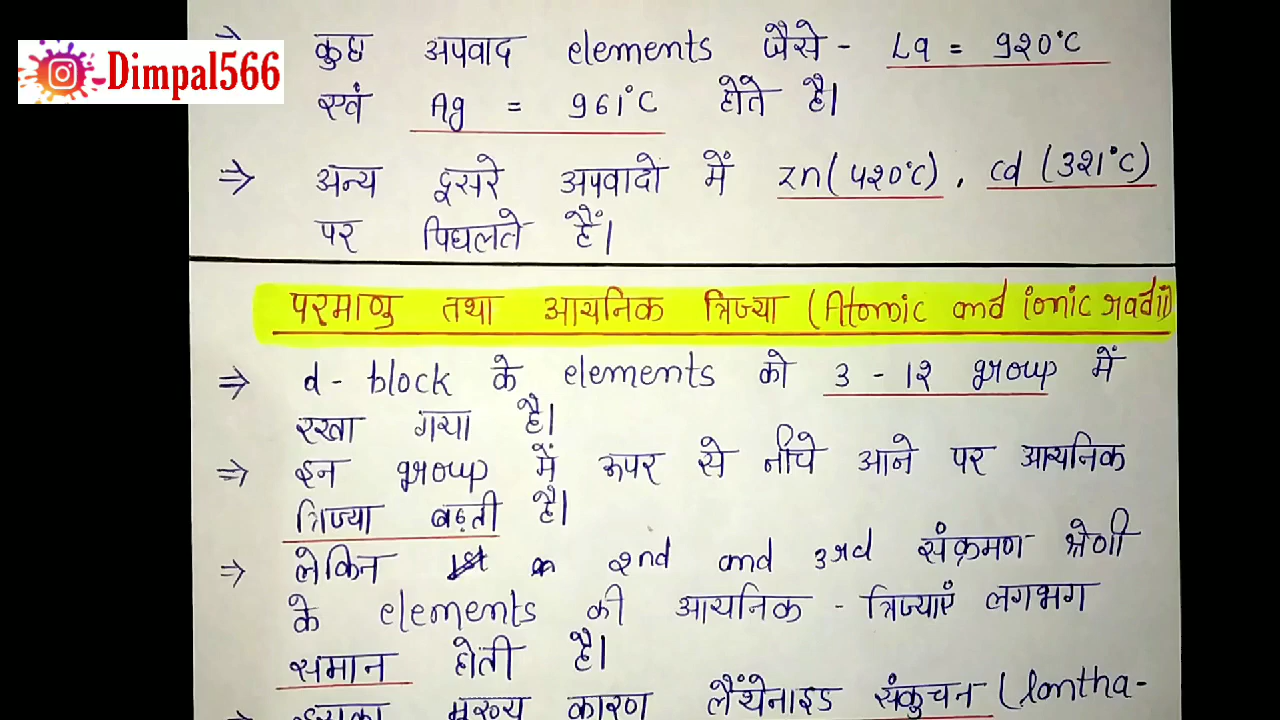 -Dimpal566
कुछ अपवाद elements जैसे - La = 920°C
एवं Ag = 961°C होते है।
⇒ अन्य दूसरे अपवादो में zn(420°C), cd (321°C)
पर पिघलते हैं।
परमाणु तथा आयनिक त्रिज्या (Atomic and ionic radii)
⇒ d-block के elements को 3 - 12 group में
रखा गया है।
⇒ इन group में ऊपर से नीचे आने पर आयनिक
त्रिज्या बढ़ती है।
⇒ लेकिन 2nd and 3rd संक्रमण श्रेणी
के elements की आयनिक - त्रिज्याएँ लगभग
समान होती है।
⇒ इसका मुख्य कारण लैंथेनाइड संकुचन (lantha-